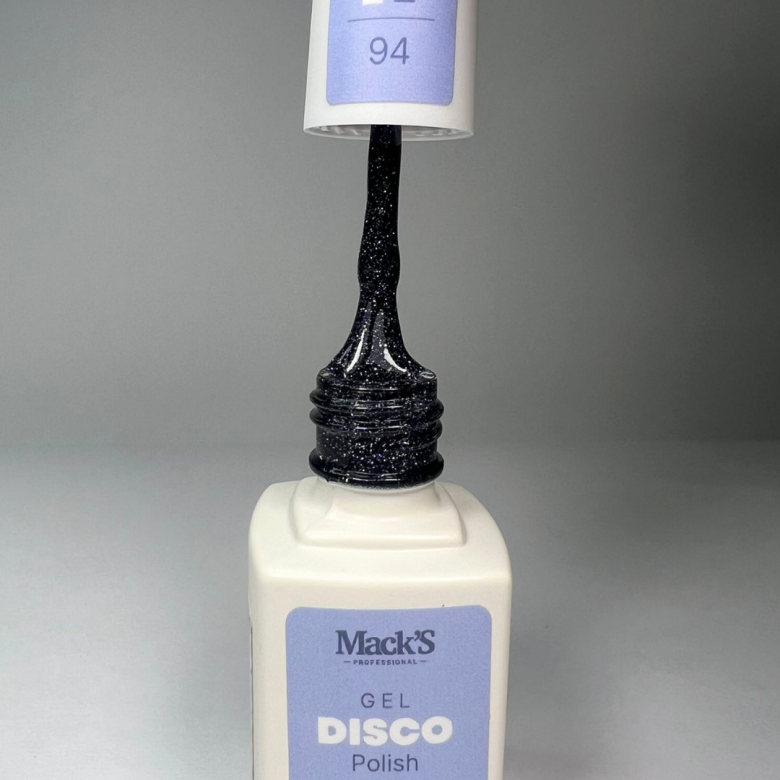 94
Mack'S
PROFESSIONAL
GEL
DISCO
Polish